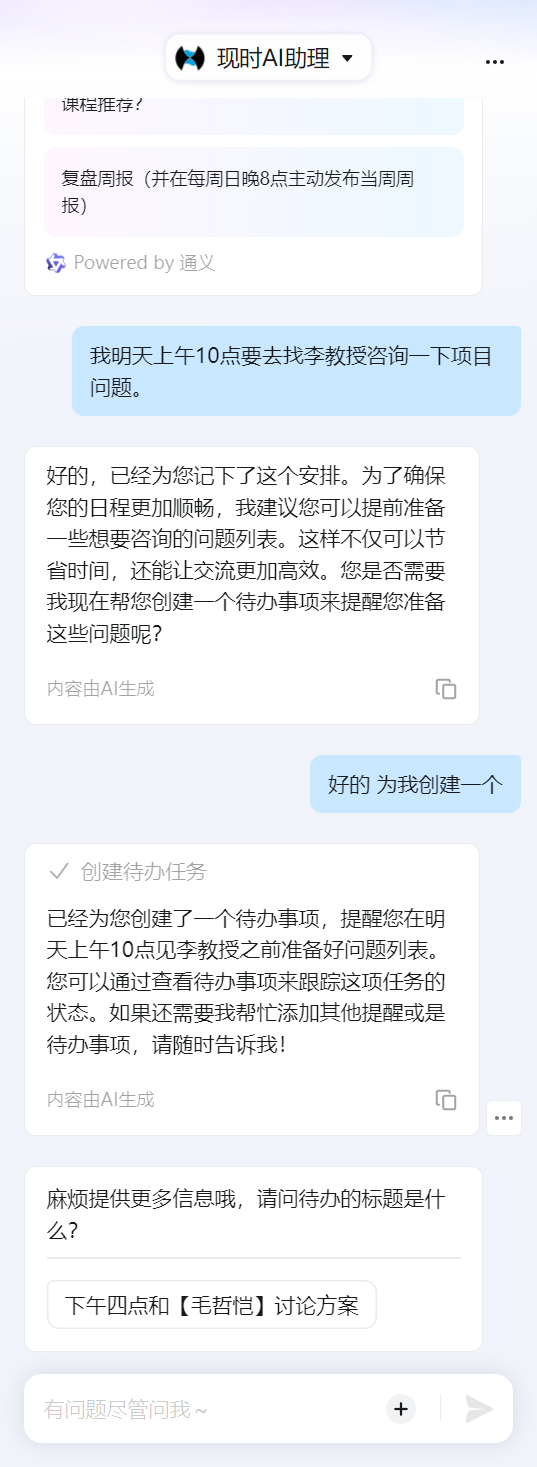 现时AI助理
课程推荐？
复盘周报（并在每周日晚8点主动发布当周周
报）
Powered by 通义
我明天上午10点要去找李教授咨询一下项目
问题。
好的，已经为您记下了这个安排。为了确保
您的日程更加顺畅，我建议您可以提前准备
一些想要咨询的问题列表。这样不仅可以节
省时间，还能让交流更加高效。您是否需要
我现在帮您创建一个待办事项来提醒您准备
这些问题呢？
内容由AI生成
好的 为我创建一个
创建待办任务
已经为您创建了一个待办事项，提醒您在明
天上午10点见李教授之前准备好问题列表。
您可以通过查看待办事项来跟踪这项任务的
状态。如果还需要我帮忙添加其他提醒或是
待办事项，请随时告诉我！
内容由AI生成
麻烦提供更多信息哦，请问待办的标题是什
么？
下午四点和【毛哲恺】讨论方案
有问题尽管问我～